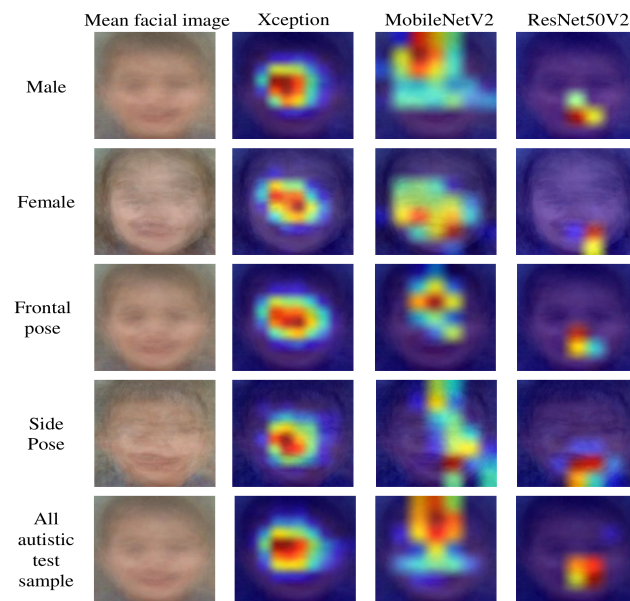 Mean facial image Xception MobileNetV2 ResNet50V2
Male
Female
Frontal
pose
Side
Pose
All
autistic
test
sample